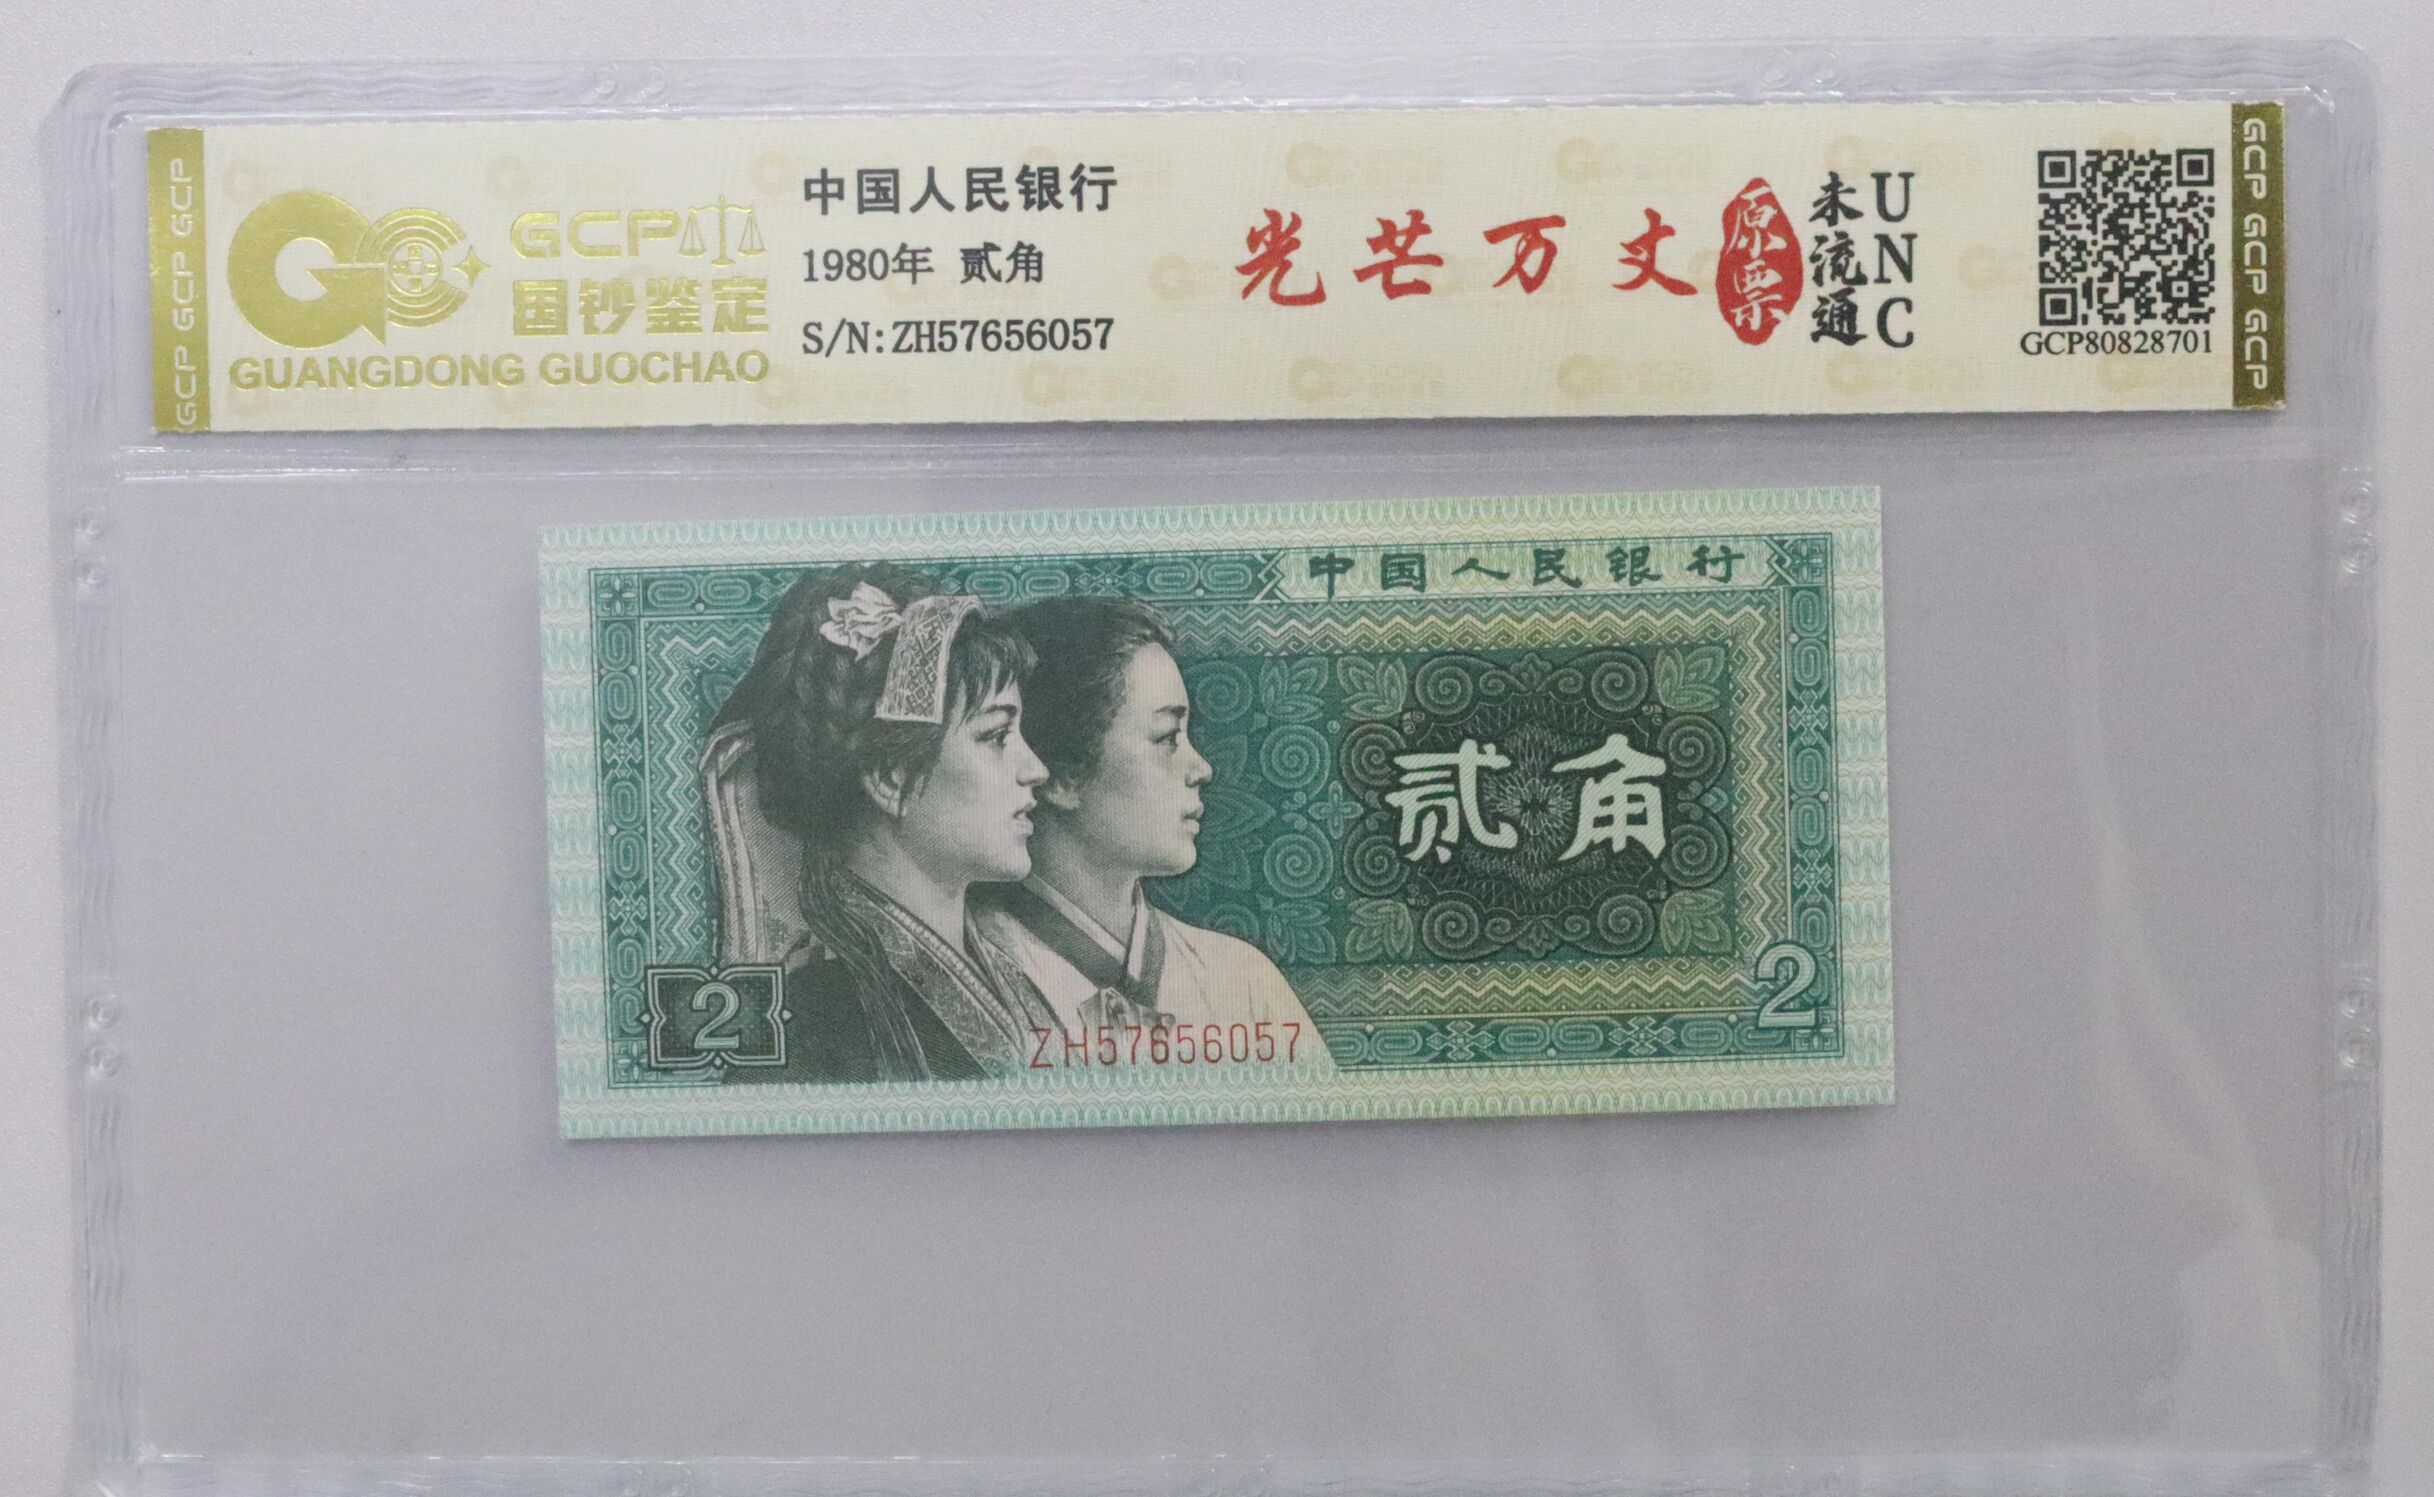 GCP GCP GCP
GCP
国钞鉴定
GUANGDONG GUOCHAO
中国人民银行
1980年 贰角
S/N:ZH57656057
光芒万丈
原票
未流通
UNC
GCP80828701
GCP GCP GCP
中国人民银行
贰角
2
2
ZH57656057